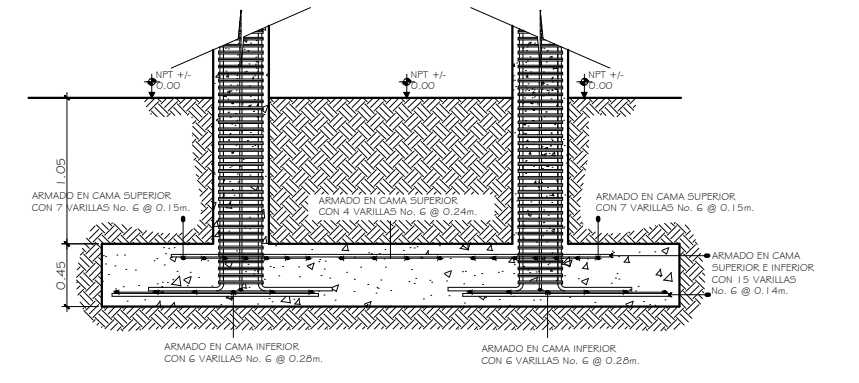 NPT +/-
0.00
NPT +/-
0.00
NPT +/-
0.00
1.05
ARMADO EN CAMA SUPERIOR
CON 7 VARILLAS No. 6 @ 0.15m.
ARMADO EN CAMA SUPERIOR
CON 4 VARILLAS No. 6 @ 0.24m.
ARMADO EN CAMA SUPERIOR
CON 7 VARILLAS No. 6 @ 0.15m.
0.45
ARMADO EN CAMA
SUPERIOR E INFERIOR
CON 15 VARILLAS
No. 6 @ 0.14m.
ARMADO EN CAMA INFERIOR
CON 6 VARILLAS No. 6 @ 0.28m.
ARMADO EN CAMA INFERIOR
CON 6 VARILLAS No. 6 @ 0.28m.